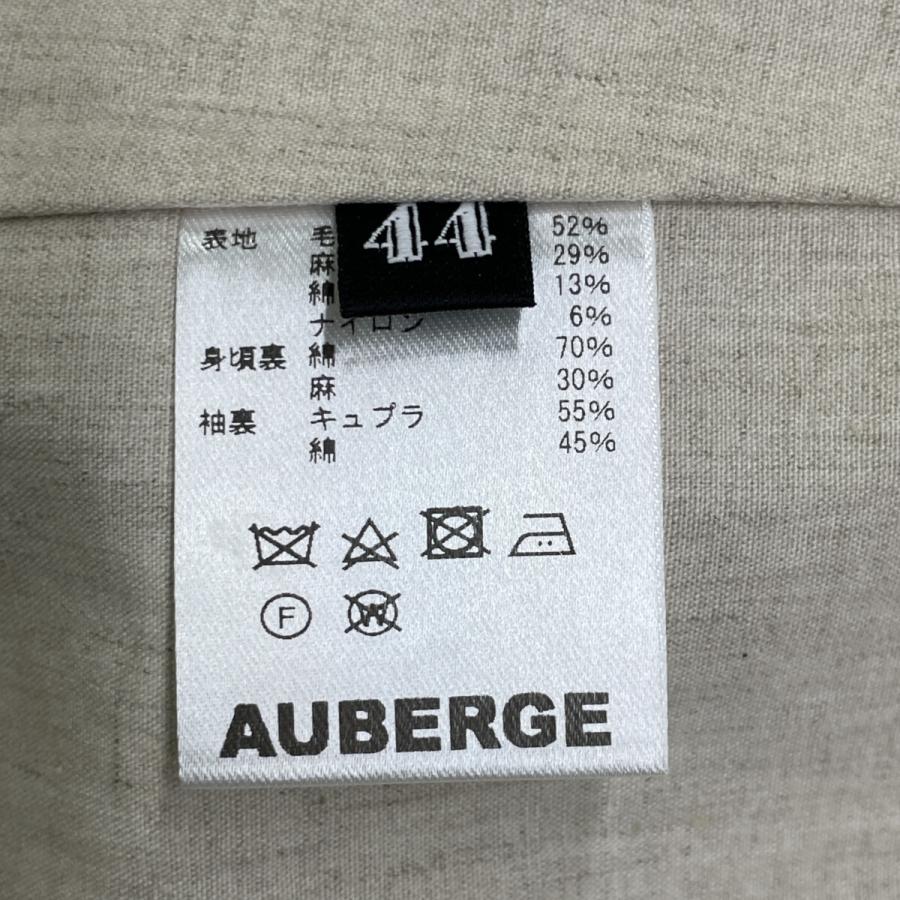 44
表地 毛 52%
麻 29%
綿 13%
ナイロン 6%
身頃裏 綿 70%
麻 30%
袖裏 キュプラ 55%
綿 45%
F W
AUBERGE